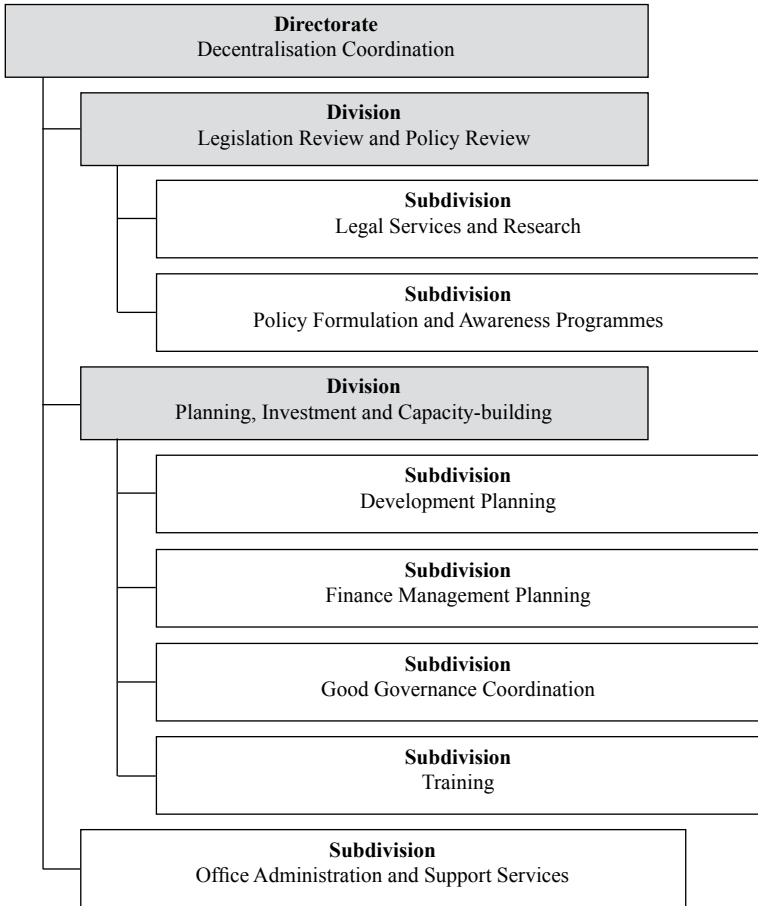 Directorate
Decentralisation Coordination
Division
Legislation Review and Policy Review
Subdivision
Legal Services and Research
Subdivision
Policy Formulation and Awareness Programmes
Division
Planning, Investment and Capacity-building
Subdivision
Development Planning
Subdivision
Finance Management Planning
Subdivision
Good Governance Coordination
Subdivision
Training
Subdivision
Office Administration and Support Services